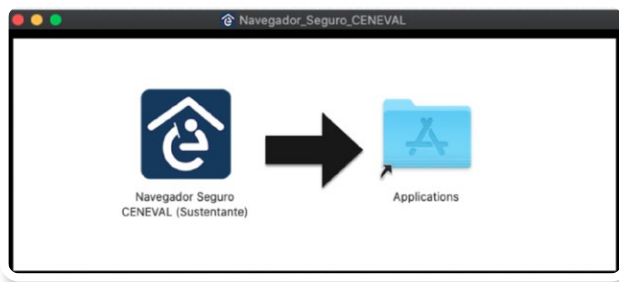 Navegador_Seguro_CENEVAL
Navegador Seguro
CENEVAL (Sustentante)
Applications